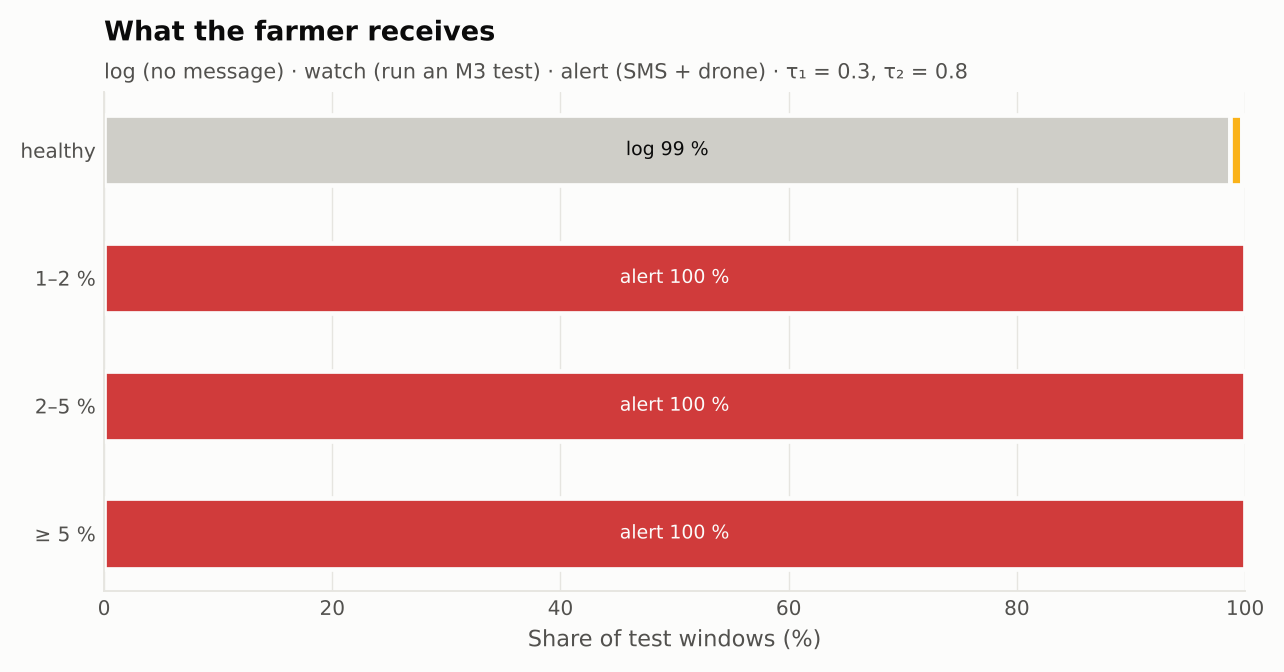 What the farmer receives
log (no message) · watch (run an M3 test) · alert (SMS + drone) · τ₁ = 0.3, τ₂ = 0.8
healthy
log 99 %
1–2 %
alert 100 %
2–5 %
alert 100 %
≥ 5 %
alert 100 %
0 20 40 60 80 100
Share of test windows (%)